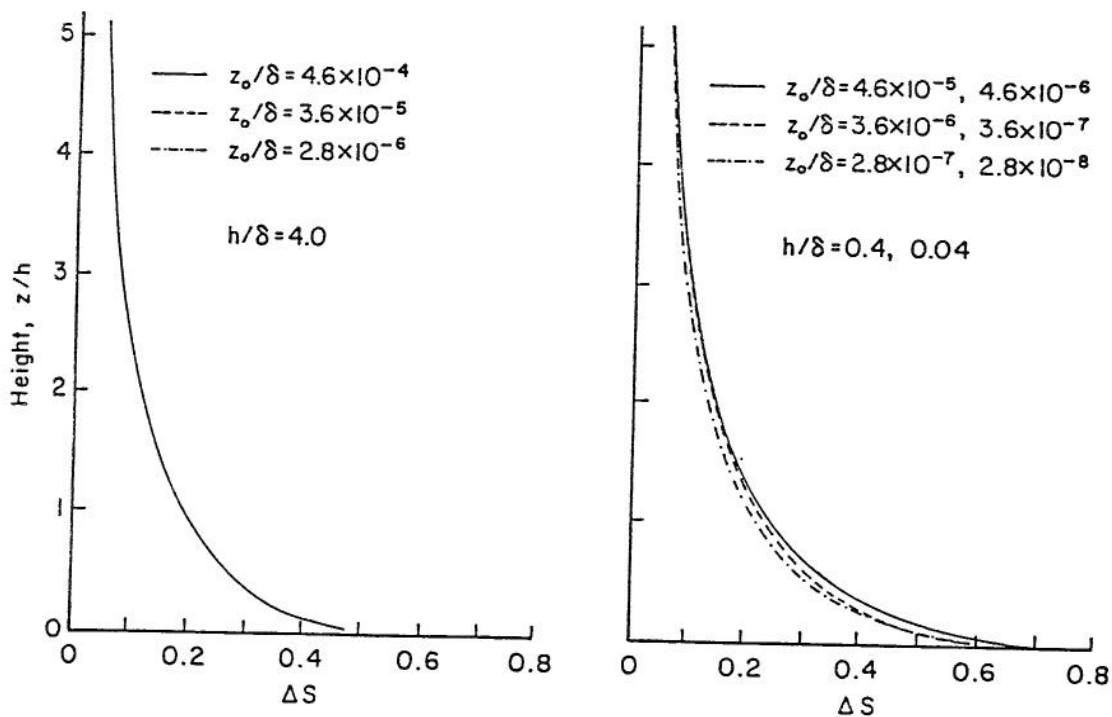 5
4
3
2
1
0
Height, z/h
z₀/δ = 4.6×10⁻⁴
z₀/δ = 3.6×10⁻⁵
z₀/δ = 2.8×10⁻⁶
h/δ = 4.0
0 0.2 0.4 0.6 0.8
ΔS
z₀/δ = 4.6×10⁻⁵, 4.6×10⁻⁶
z₀/δ = 3.6×10⁻⁶, 3.6×10⁻⁷
z₀/δ = 2.8×10⁻⁷, 2.8×10⁻⁸
h/δ = 0.4, 0.04
0 0.2 0.4 0.6 0.8
ΔS